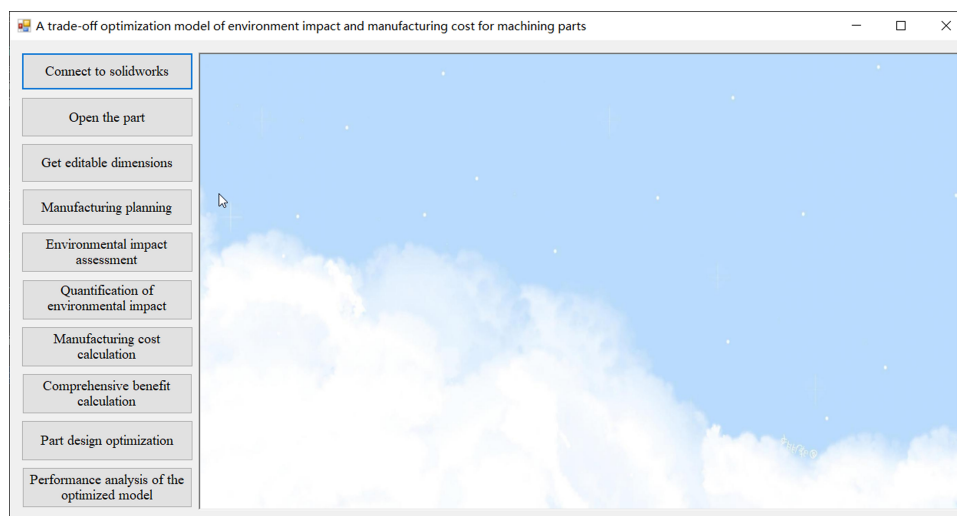 A trade-off optimization model of environment impact and manufacturing cost for machining parts
Connect to solidworks
Open the part
Get editable dimensions
Manufacturing planning
Environmental impact
assessment
Quantification of
environmental impact
Manufacturing cost
calculation
Comprehensive benefit
calculation
Part design optimization
Performance analysis of the
optimized model